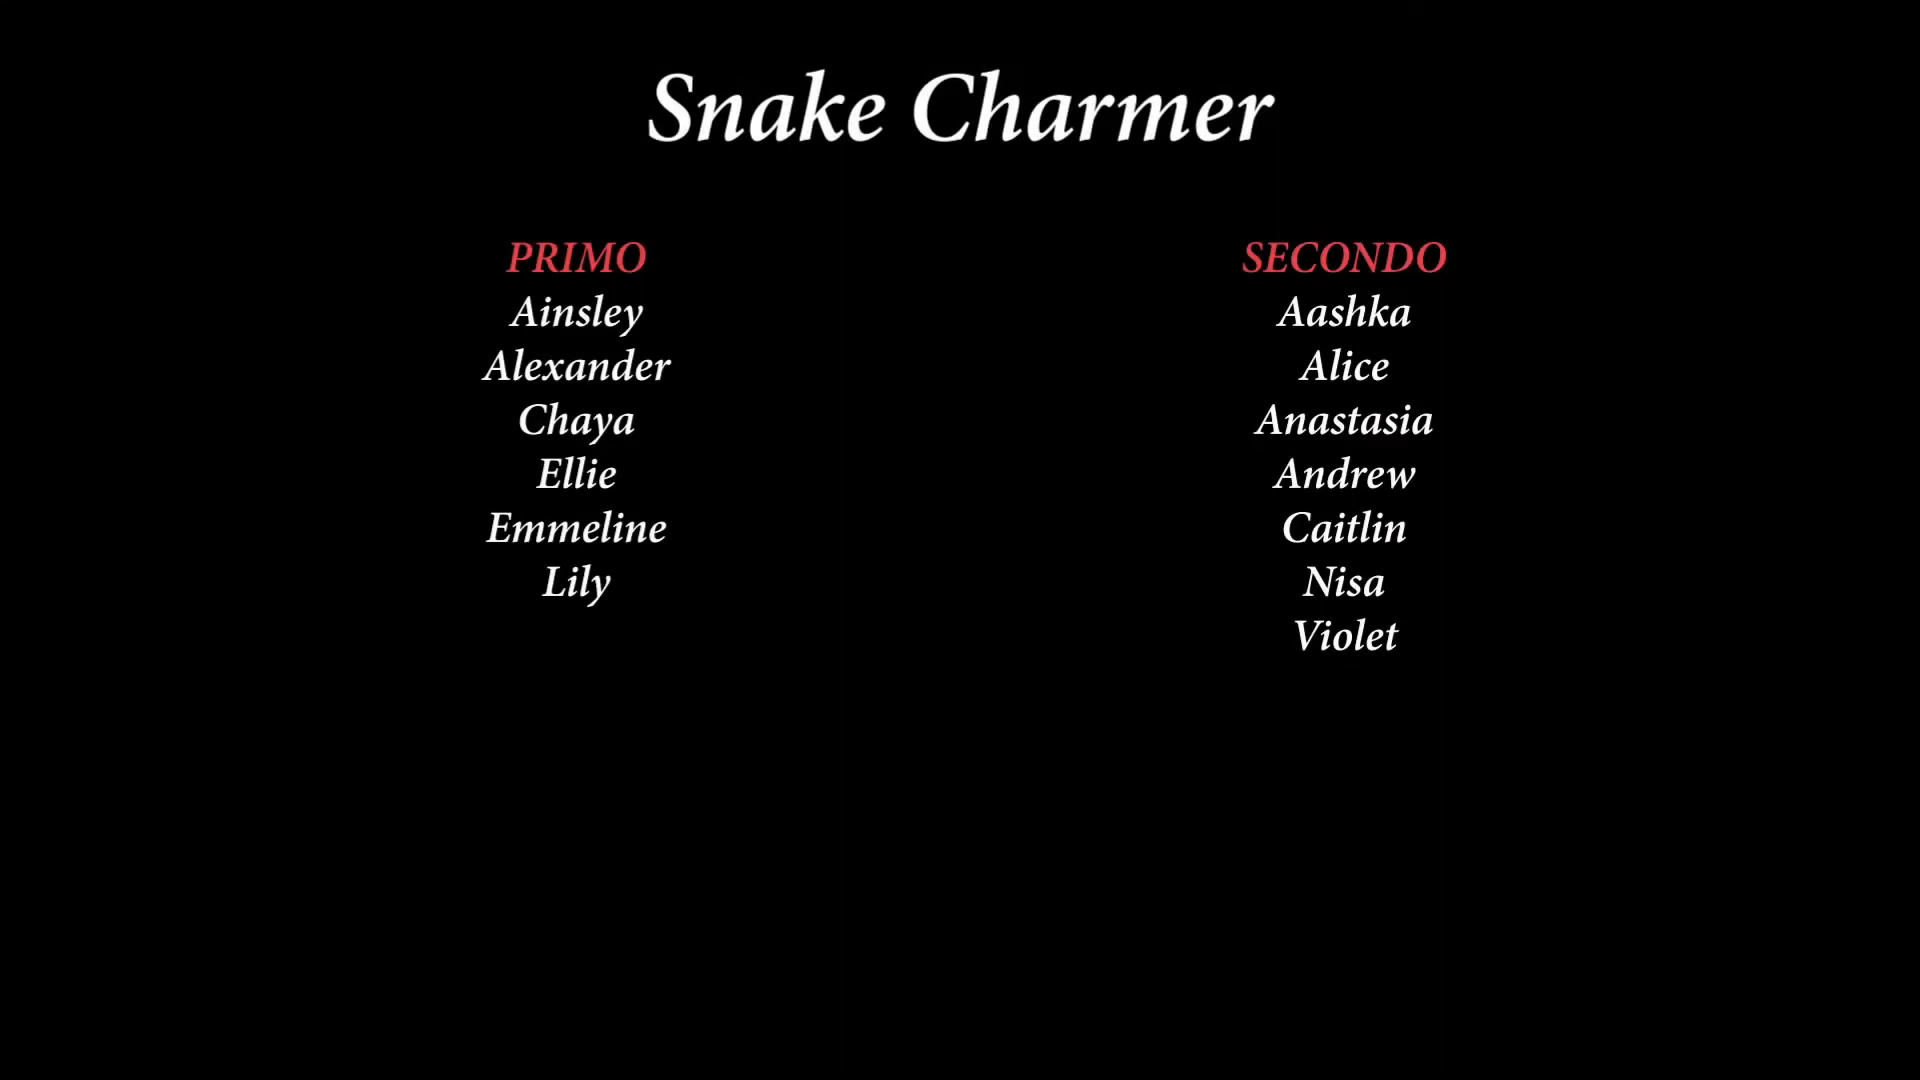 Snake Charmer
PRIMO
Ainsley
Alexander
Chaya
Ellie
Emmeline
Lily
SECONDO
Aashka
Alice
Anastasia
Andrew
Caitlin
Nisa
Violet